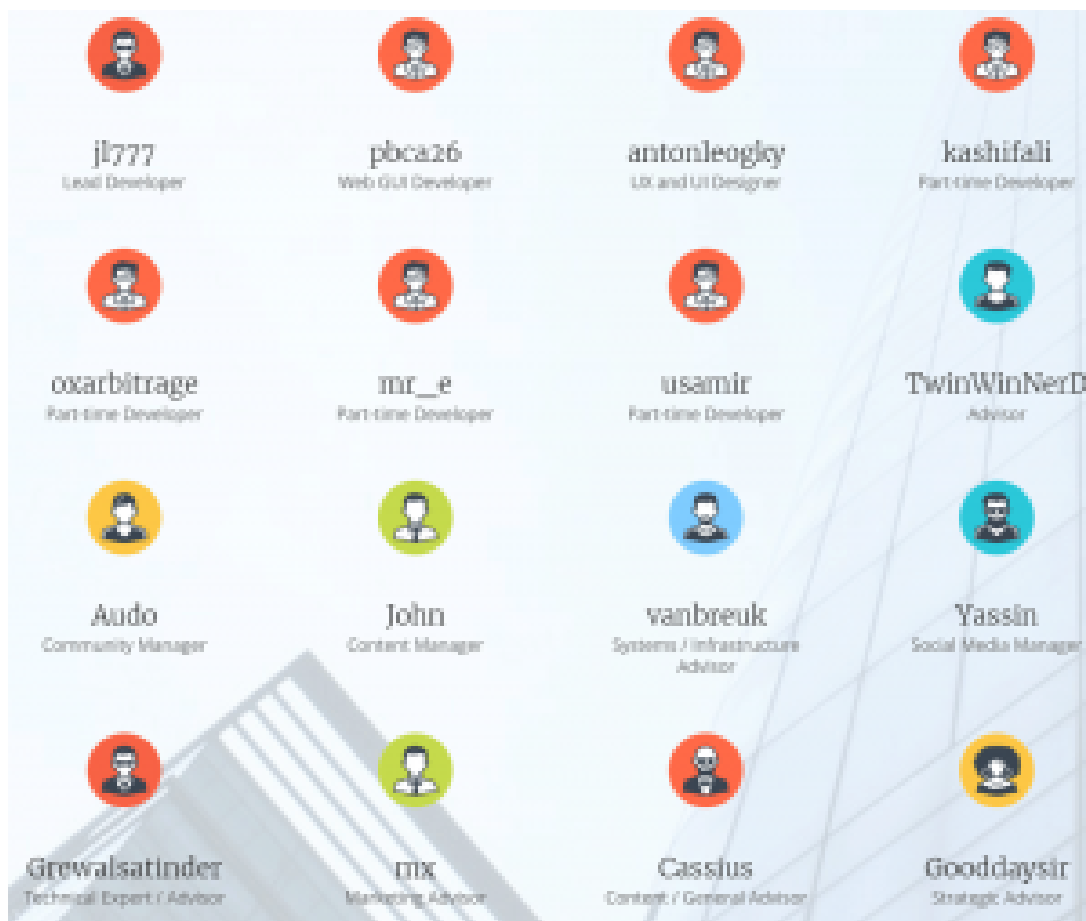 jl777
pbca26
antonleogky
kashifali
Lead Developer
Web GUI Developer
UX and UI Designer
Part-time Developer
oxarbitrage
mr__e
usamir
TwinWinNerD
Part-time Developer
Part-time Developer
Part-time Developer
Advisor
Audo
John
vanbreuk
Yassin
Community Manager
Content Manager
Systems / Infrastructure
Advisor
Social Media Manager
Grewalsatinder
mx
Cassius
Gooddaysir
Technical Expert / Advisor
Marketing Advisor
Content / General Advisor
Strategic Advisor